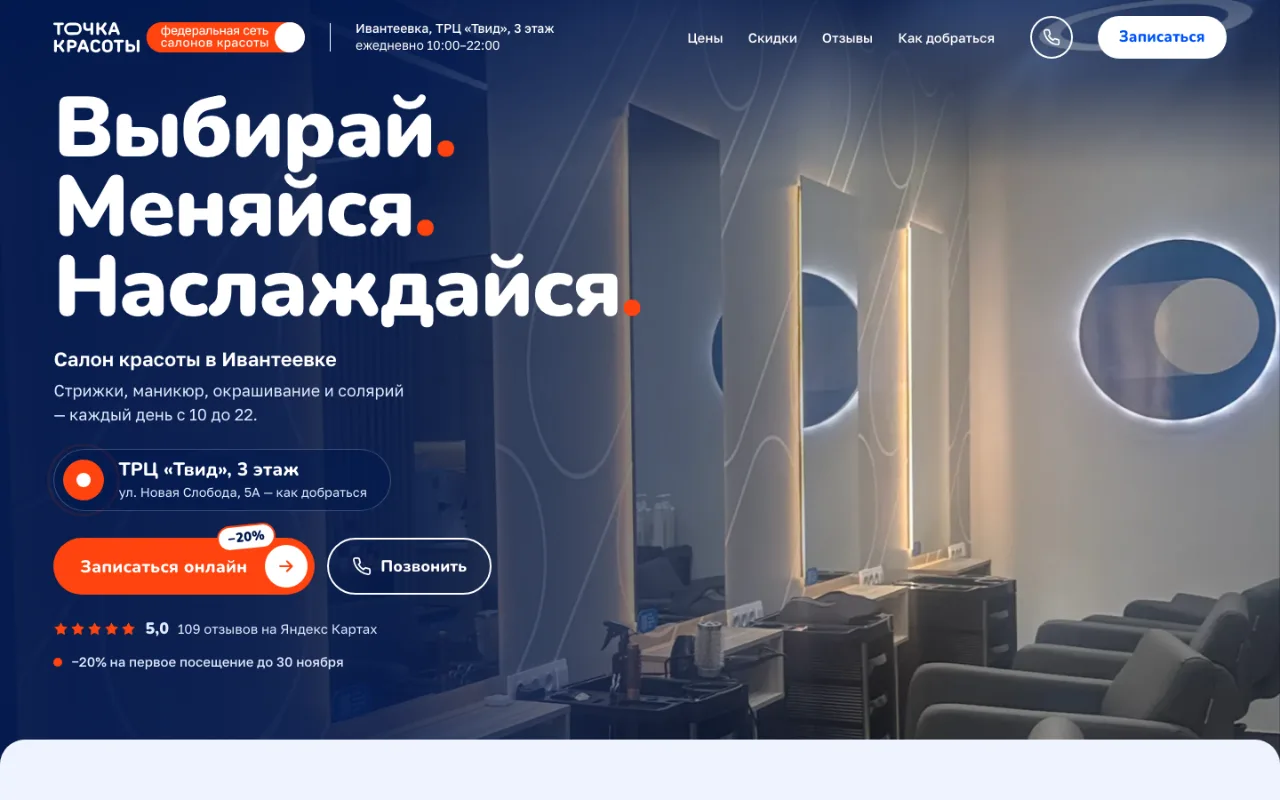 ТОЧКА
КРАСОТЫ
федеральная сеть
салонов красоты
Ивантеевка, ТРЦ «Твид», 3 этаж
ежедневно 10:00–22:00
Цены
Скидки
Отзывы
Как добраться
Записаться
Выбирай.
Меняйся.
Наслаждайся.
Салон красоты в Ивантеевке
Стрижки, маникюр, окрашивание и солярий
— каждый день с 10 до 22.
ТРЦ «Твид», 3 этаж
ул. Новая Слобода, 5А — как добраться
−20%
Записаться онлайн
Позвонить
5,0 109 отзывов на Яндекс Картах
−20% на первое посещение до 30 ноября